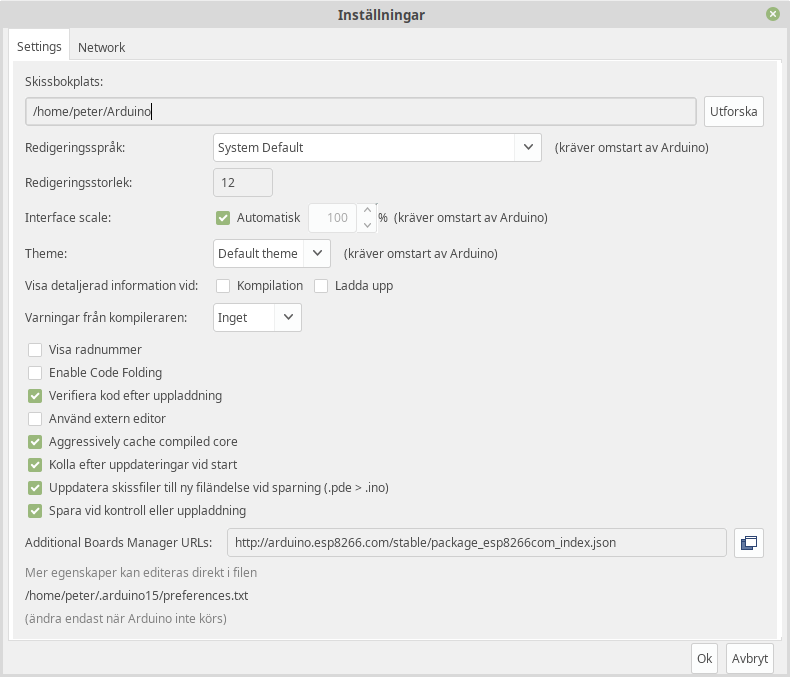 Inställningar
Settings Network
Skissbokplats:
/home/peter/Arduino Utforska
Redigeringsspråk: System Default (kräver omstart av Arduino)
Redigeringsstorlek: 12
Interface scale: Automatisk 100 % (kräver omstart av Arduino)
Theme: Default theme (kräver omstart av Arduino)
Visa detaljerad information vid: Kompilation Ladda upp
Varningar från kompileraren: Inget
Visa radnummer
Enable Code Folding
Verifiera kod efter uppladdning
Använd extern editor
Aggressively cache compiled core
Kolla efter uppdateringar vid start
Uppdatera skissfiler till ny filändelse vid sparning (.pde > .ino)
Spara vid kontroll eller uppladdning
Additional Boards Manager URLs: http://arduino.esp8266.com/stable/package_esp8266com_index.json
Mer egenskaper kan editeras direkt i filen
/home/peter/.arduino15/preferences.txt
(ändra endast när Arduino inte körs)
Ok Avbryt